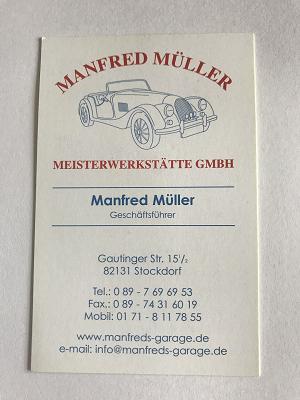 MANFRED MÜLLER
MEISTERWERKSTÄTTE GMBH
Manfred Müller
Geschäftsführer
Gautinger Str. 15¹/₂
82131 Stockdorf
Tel.: 0 89 - 7 69 69 53
Fax.: 0 89 - 74 31 60 19
Mobil: 01 71 - 8 11 78 55
www.manfreds-garage.de
e-mail: info@manfreds-garage.de